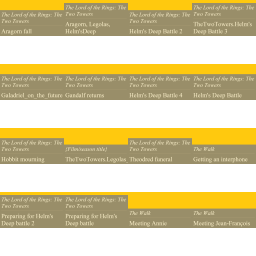 The Lord of the Rings: The
Two Towers
Aragorn fall
The Lord of the Rings: The
Two Towers
Aragorn, Legolas,
Helm'sDeep
The Lord of the Rings: The
Two Towers
Helm's Deep Battle 2
The Lord of the Rings: The
Two Towers
TheTwoTowers.Helm's
Deep Battle 3
The Lord of the Rings: The
Two Towers
Galadriel_on_the_future
The Lord of the Rings: The
Two Towers
Gandalf returns
The Lord of the Rings: The
Two Towers
Helm's Deep Battle 4
The Lord of the Rings: The
Two Towers
Helm's Deep Battle
The Lord of the Rings: The
Two Towers
Hobbit mourning
[Film/season title]
TheTwoTowers.Legolas
The Lord of the Rings: The
Two Towers
Theodred funeral
The Walk
Getting an interphone
The Lord of the Rings: The
Two Towers
Preparing for Helm's
Deep battle 2
The Lord of the Rings: The
Two Towers
Preparing for Helm's
Deep battle
The Walk
Meeting Annie
The Walk
Meeting Jean-François